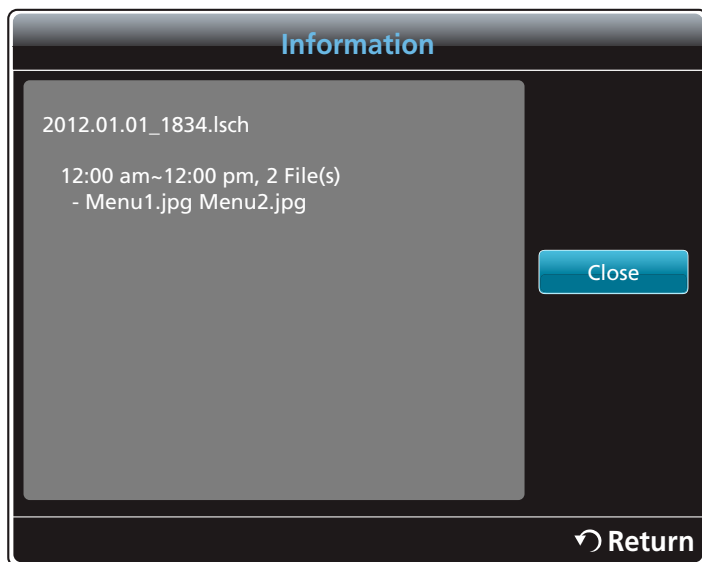 Information
2012.01.01_1834.lsch
12:00 am~12:00 pm, 2 File(s)
- Menu1.jpg Menu2.jpg
Close
Return